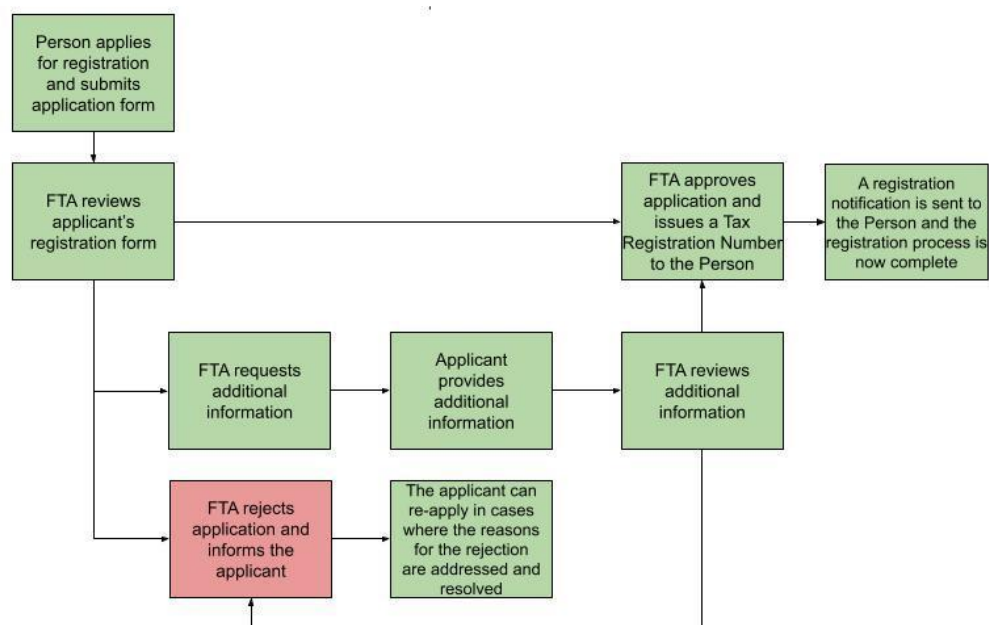 Person applies
for registration
and submits
application form
FTA reviews
applicant's
registration form
FTA approves
application and
issues a Tax
Registration Number
to the Person
A registration
notification is sent to
the Person and the
registration process is
now complete
FTA requests
additional
information
Applicant
provides
additional
information
FTA reviews
additional
information
FTA rejects
application and
informs the
applicant
The applicant can
re-apply in cases
where the reasons
for the rejection
are addressed and
resolved